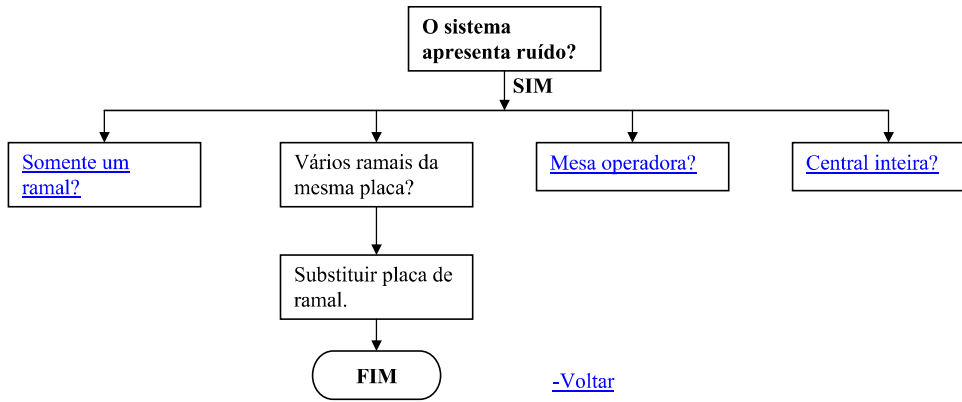 O sistema
apresenta ruído?
SIM
Somente um
ramal?
Vários ramais da
mesma placa?
Mesa operadora?
Central inteira?
Substituir placa de
ramal.
FIM
-Voltar